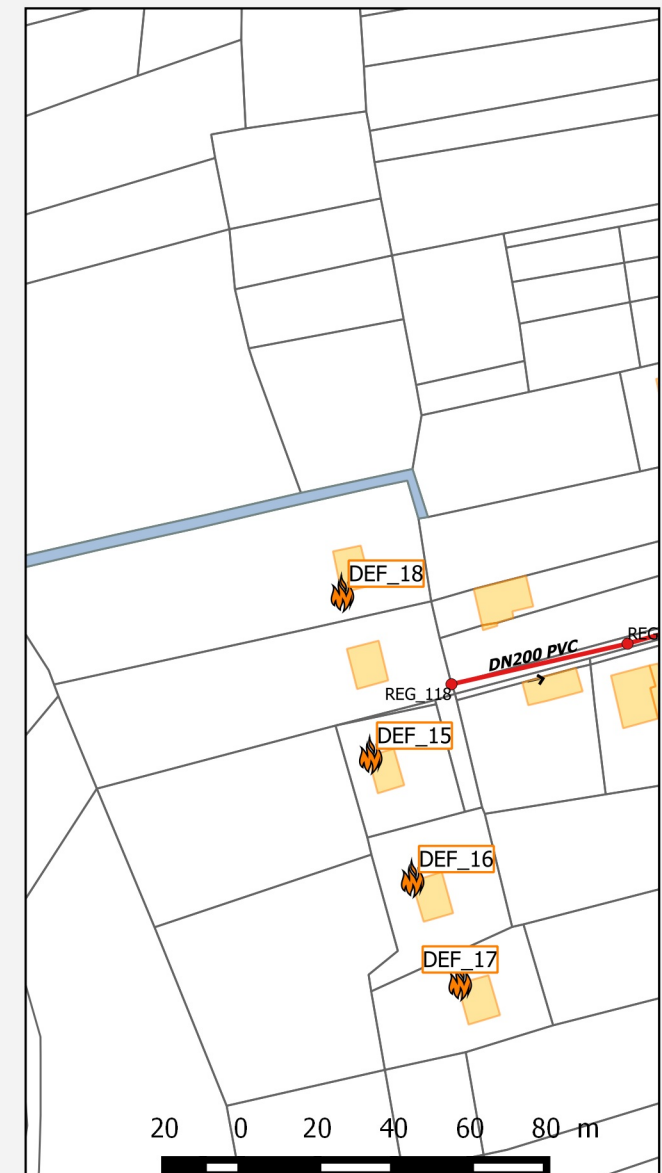 DEF_18
REG
DN200 PVC
REG_118
DEF_15
DEF_16
DEF_17
20 0 20 40 60 80 m